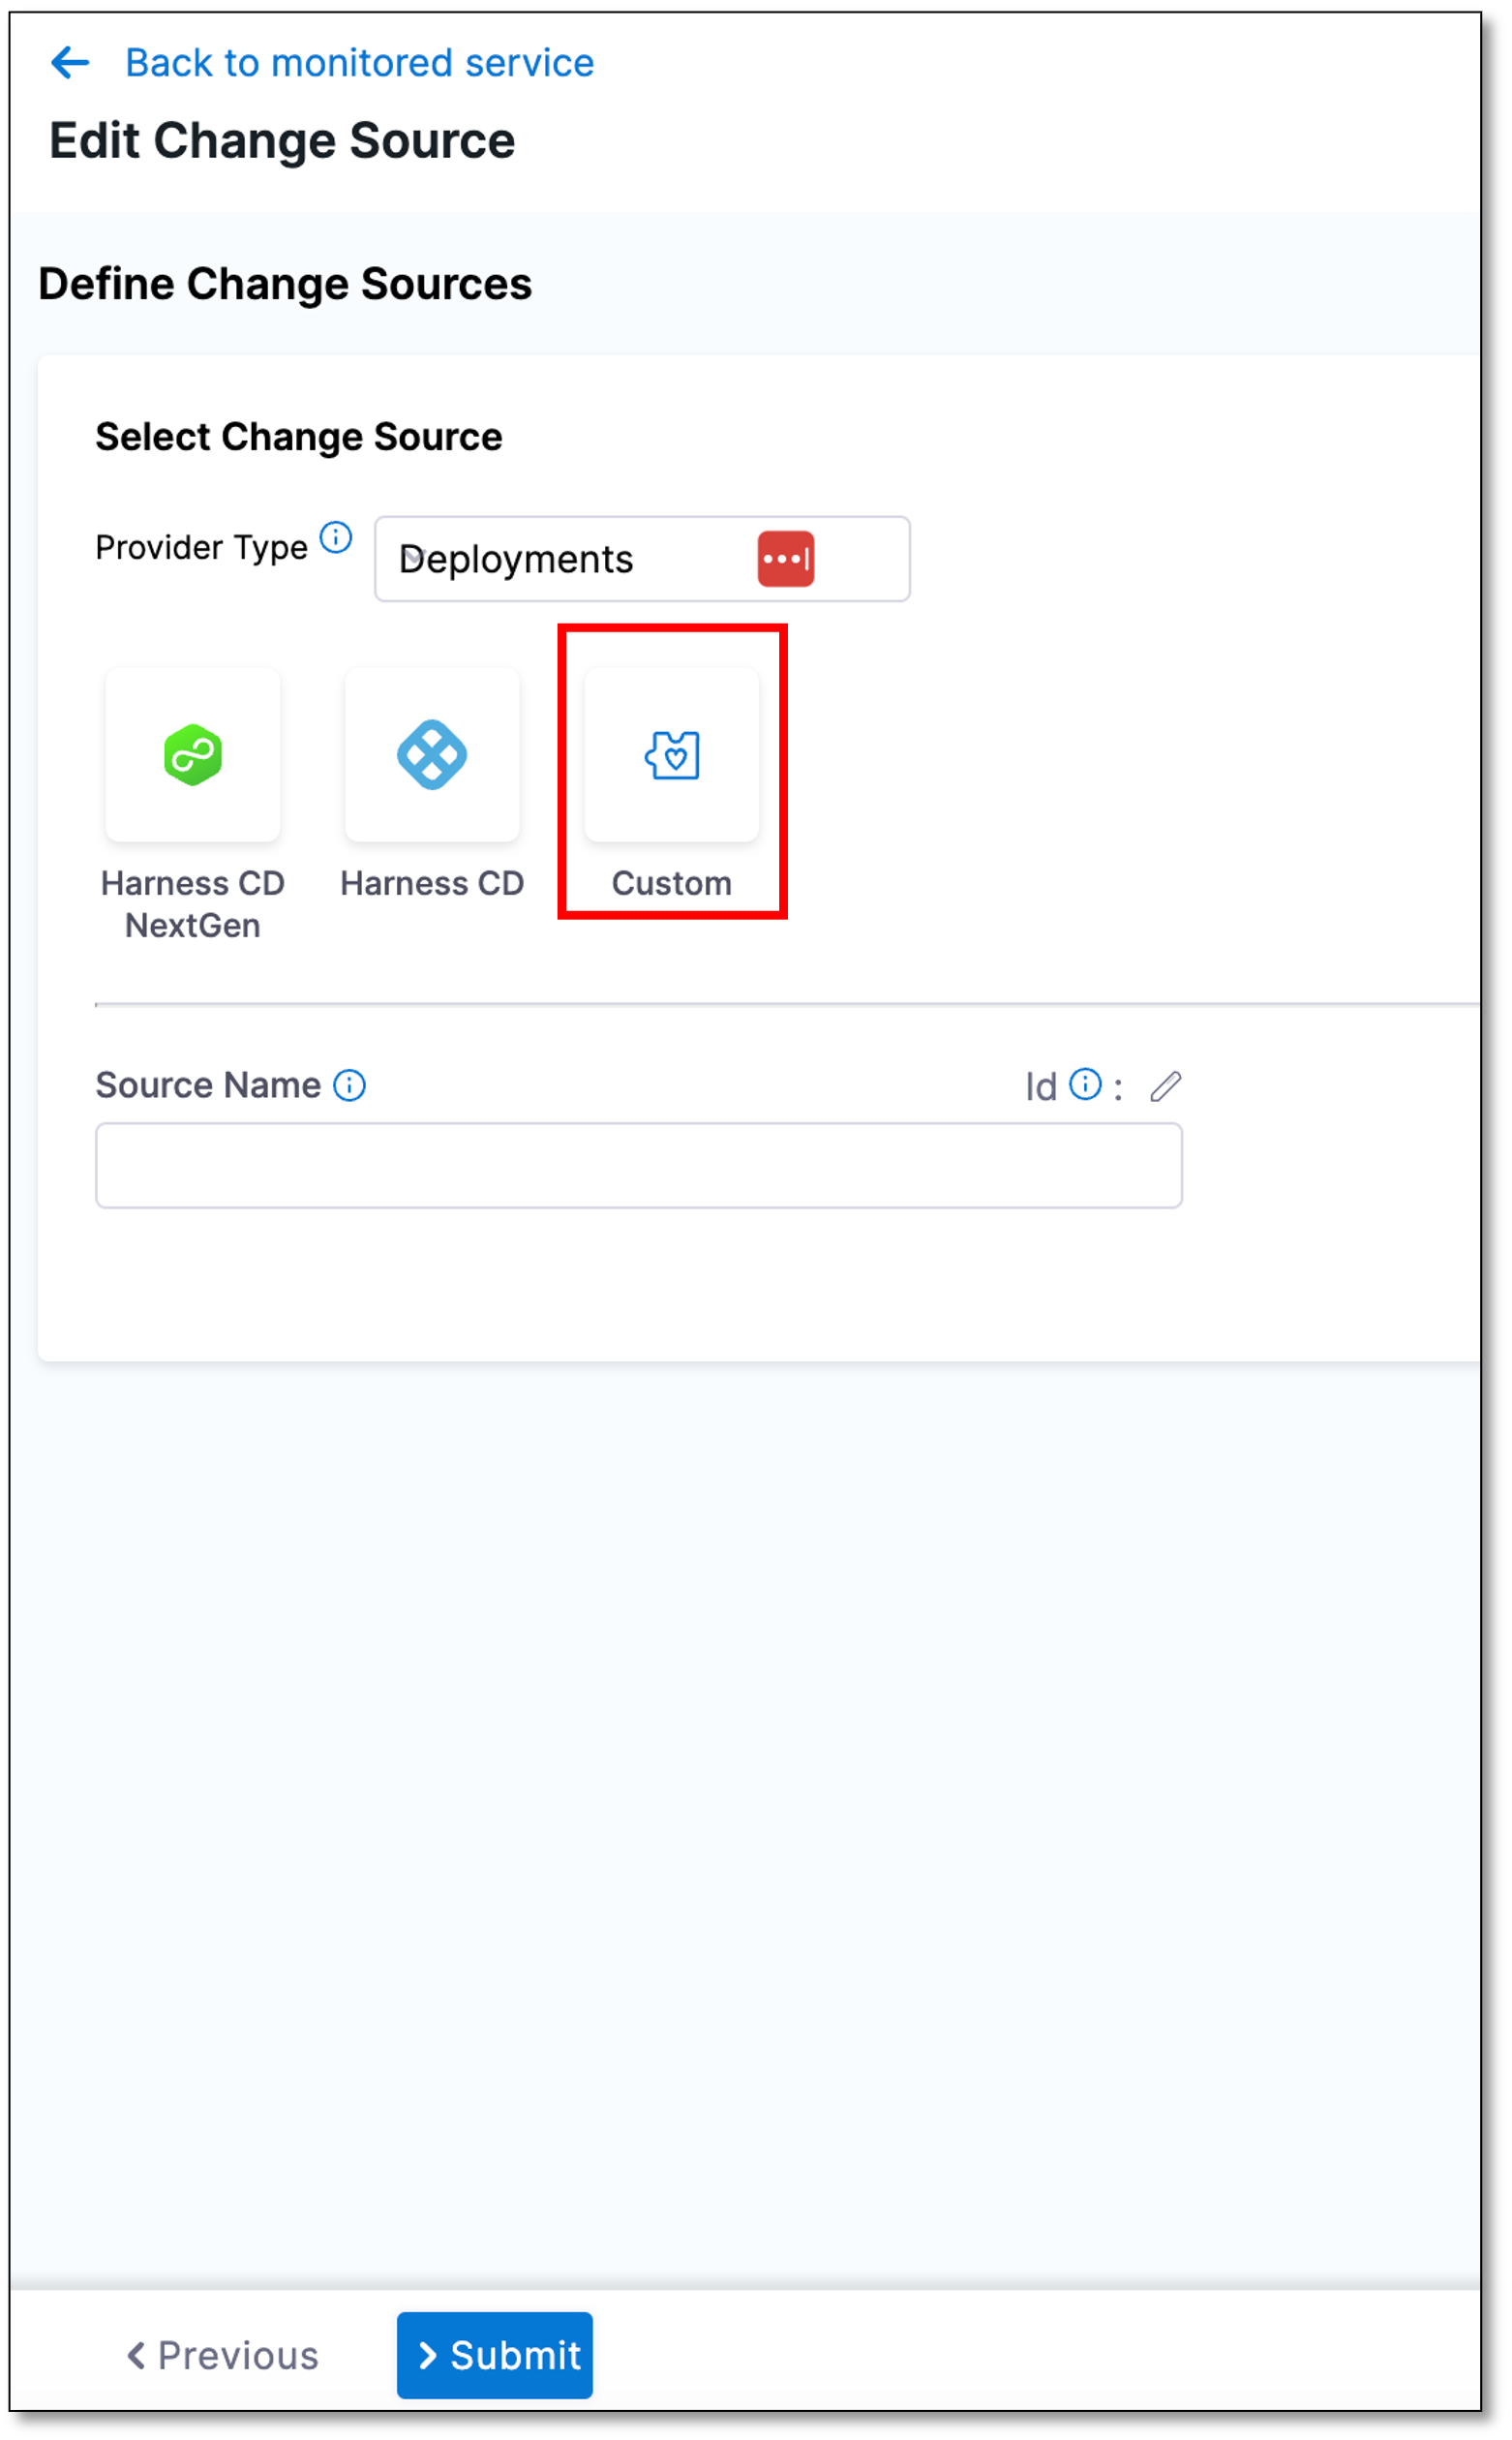 Back to monitored service
Edit Change Source
Define Change Sources
Select Change Source
Provider Type
Deployments
Harness CD
NextGen
Harness CD
Custom
Source Name
Id :
Previous
Submit